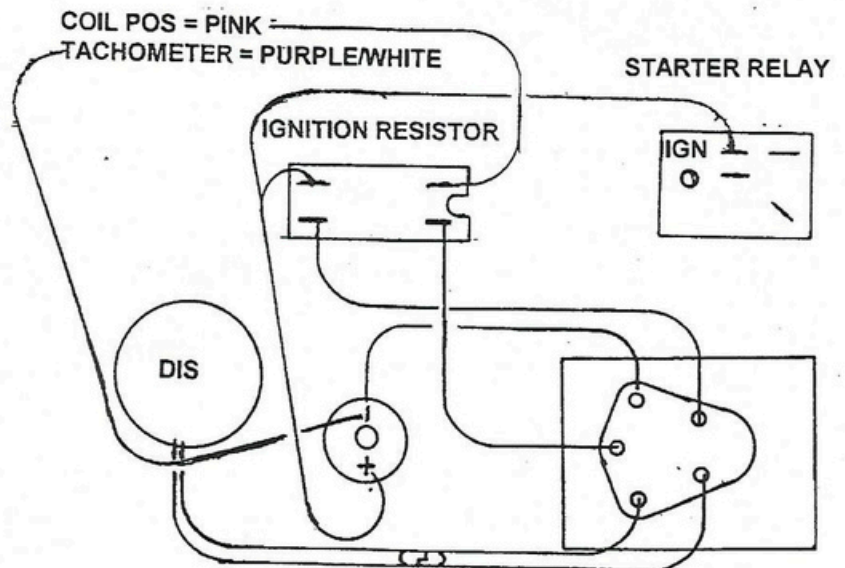 COIL POS = PINK
TACHOMETER = PURPLE/WHITE
STARTER RELAY
IGNITION RESISTOR
IGN
DIS
-
+